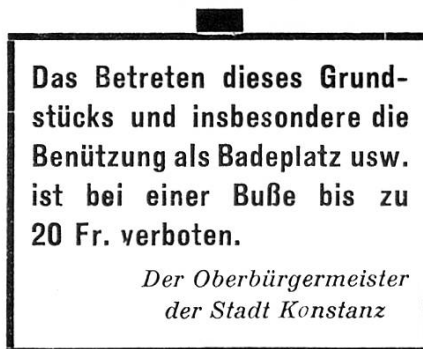 Das Betreten dieses Grund-
stücks und insbesondere die
Benützung als Badeplatz usw.
ist bei einer Buße bis zu
20 Fr. verboten.
Der Oberbürgermeister
der Stadt Konstanz